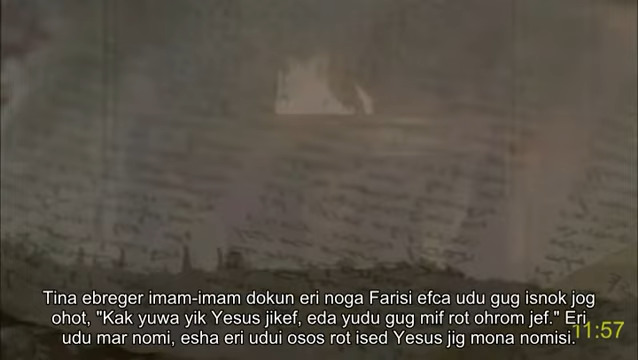 Tina ebreger imam-imam dokun eri noga Farisi efca udu gug isnok jog
ohot, "Kak yuwa yik Yesus jikef, eda yudu gug mif rot ohrom jef." Eri
udu mar nomi, esha eri udui osos rot ised Yesus jig mona nomisi.
11:57